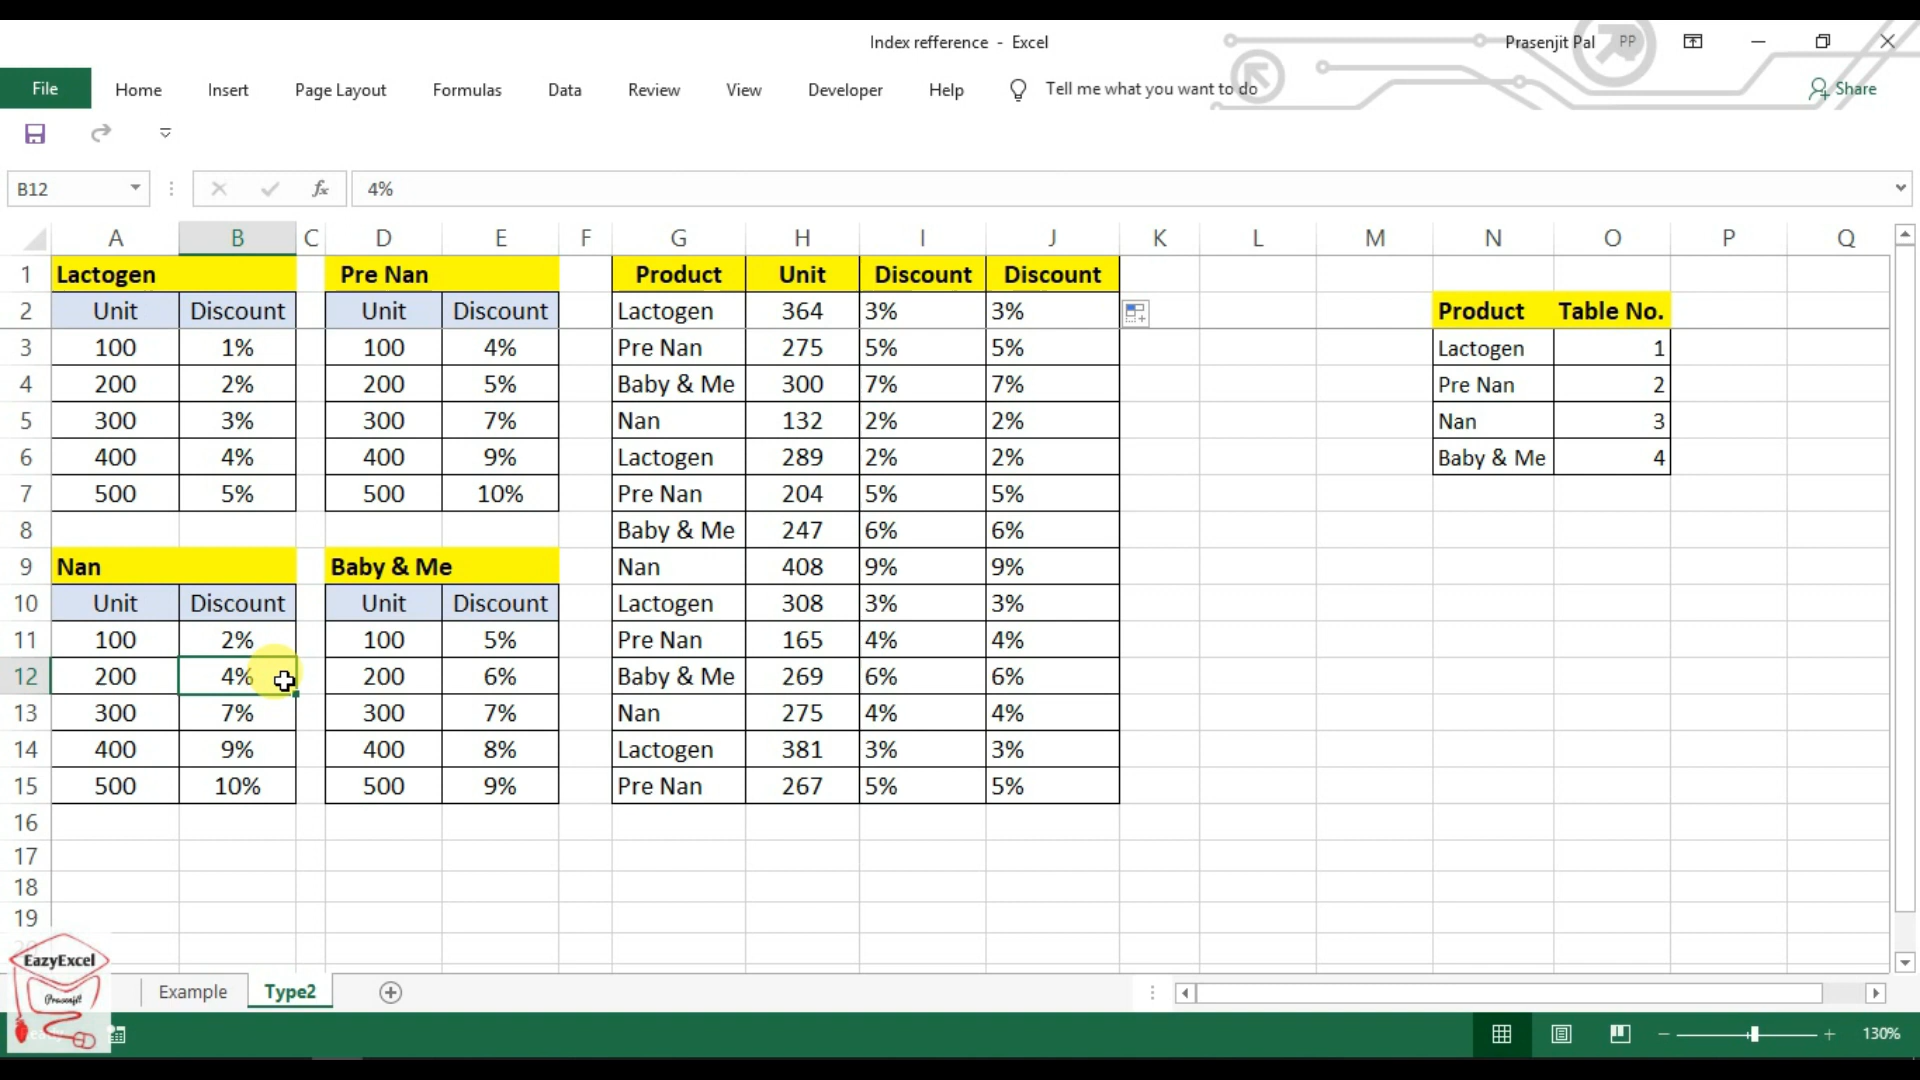 Index refference - Excel
Prasenjit Pal PP
File Home Insert Page Layout Formulas Data Review View Developer Help Tell me what you want to do Share
B12 fx 4%
A B C D E F G H I J K L M N O P Q
1 Lactogen Pre Nan Product Unit Discount Discount
2 Unit Discount Unit Discount Lactogen 364 3% 3% Product Table No.
3 100 1% 100 4% Pre Nan 275 5% 5% Lactogen 1
4 200 2% 200 5% Baby & Me 300 7% 7% Pre Nan 2
5 300 3% 300 7% Nan 132 2% 2% Nan 3
6 400 4% 400 9% Lactogen 289 2% 2% Baby & Me 4
7 500 5% 500 10% Pre Nan 204 5% 5%
8 Baby & Me 247 6% 6%
9 Nan Baby & Me Nan 408 9% 9%
10 Unit Discount Unit Discount Lactogen 308 3% 3%
11 100 2% 100 5% Pre Nan 165 4% 4%
12 200 4% 200 6% Baby & Me 269 6% 6%
13 300 7% 300 7% Nan 275 4% 4%
14 400 9% 400 8% Lactogen 381 3% 3%
15 500 10% 500 9% Pre Nan 267 5% 5%
16
17
18
19
EazyExcel
Prasenjit
Example Type2
130%